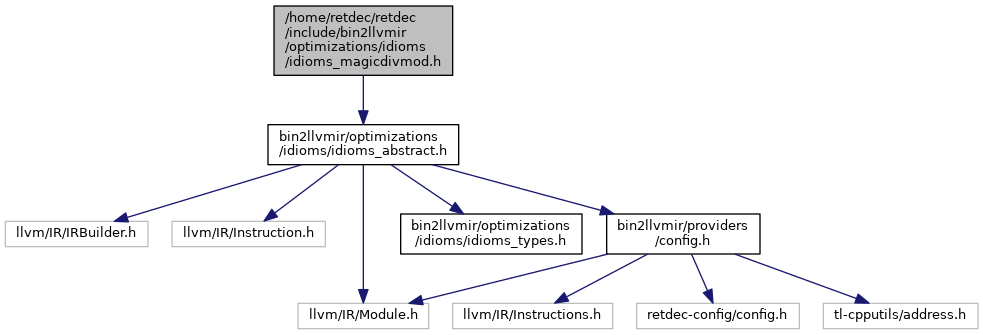 /home/retdec/retdec
/include/bin2llvmir
/optimizations/idioms
/idioms_magicdivmod.h
bin2llvmir/optimizations
/idioms/idioms_abstract.h
llvm/IR/IRBuilder.h
llvm/IR/Instruction.h
bin2llvmir/optimizations
/idioms/idioms_types.h
bin2llvmir/providers
/config.h
llvm/IR/Module.h
llvm/IR/Instructions.h
retdec-config/config.h
tl-cpputils/address.h